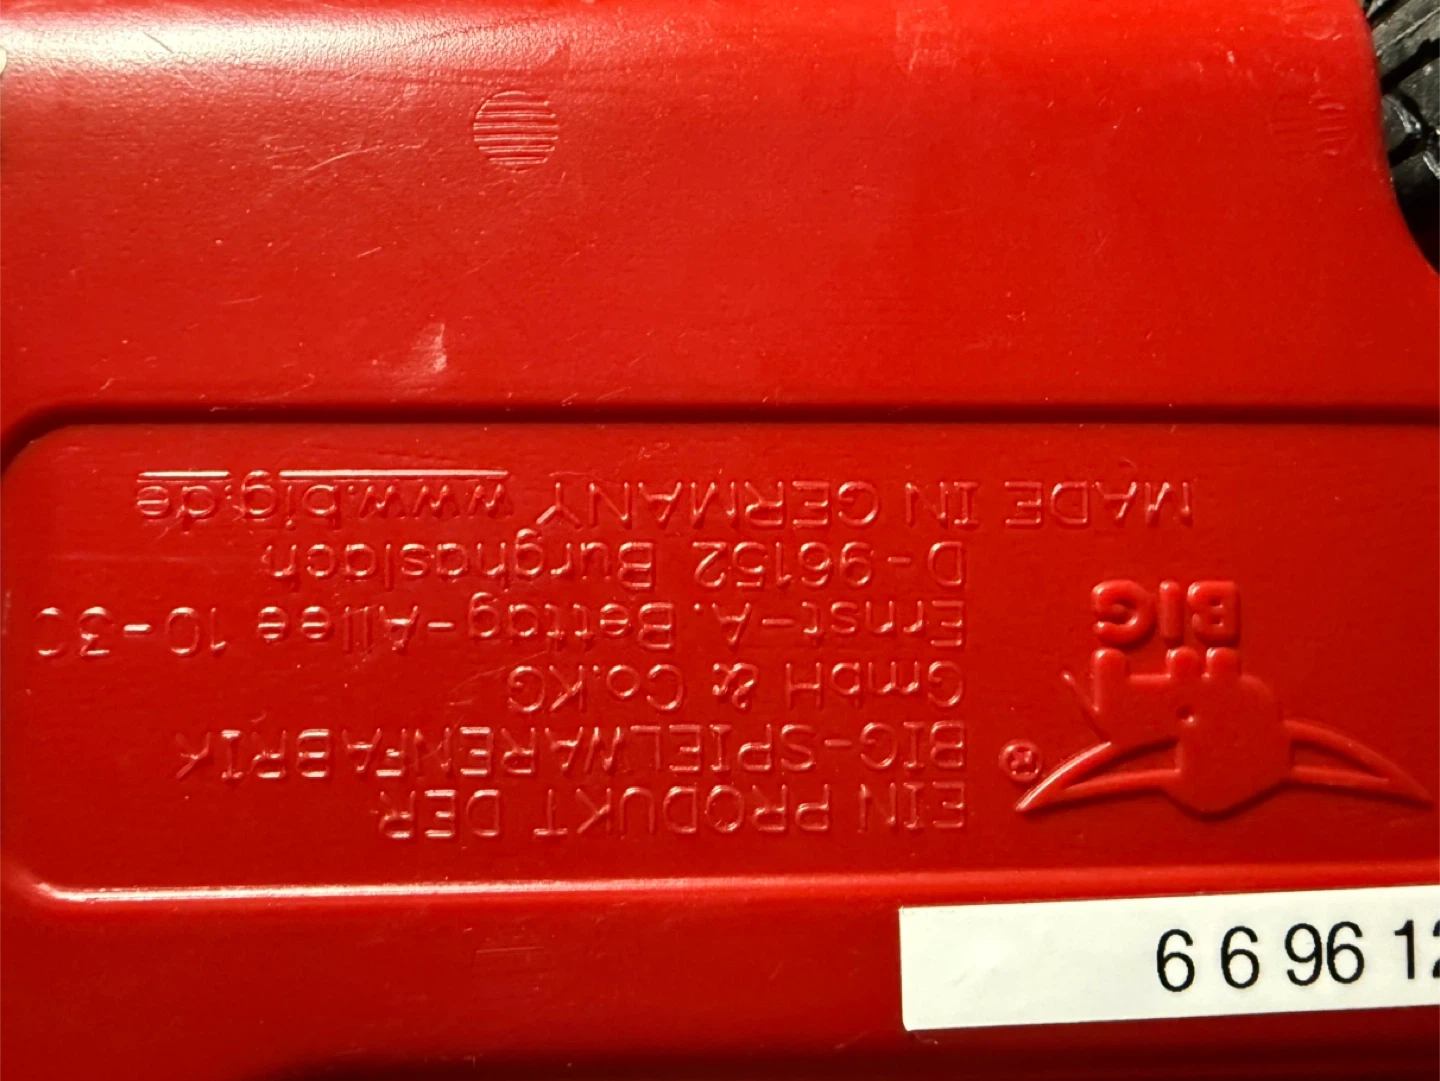 EIN PRODUKT DER
BIG-SPIELWARENFABRIK
GmbH & Co.KG
Ernst-A. Bettag-Allee 10-30
D-96152 Burghaslach
MADE IN GERMANY www.big.de
®
BIG
6 6 96 12